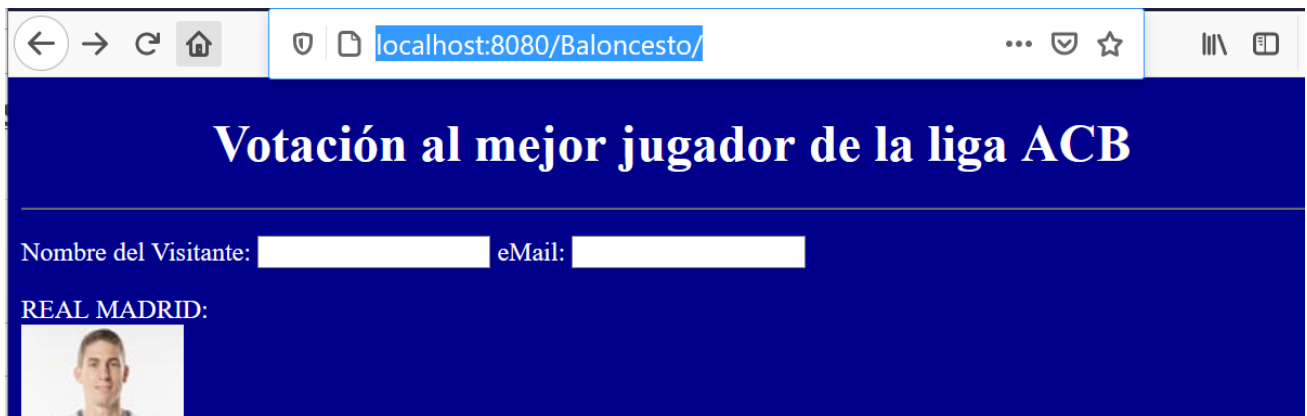 localhost:8080/Baloncesto/
Votación al mejor jugador de la liga ACB
Nombre del Visitante: eMail:
REAL MADRID: